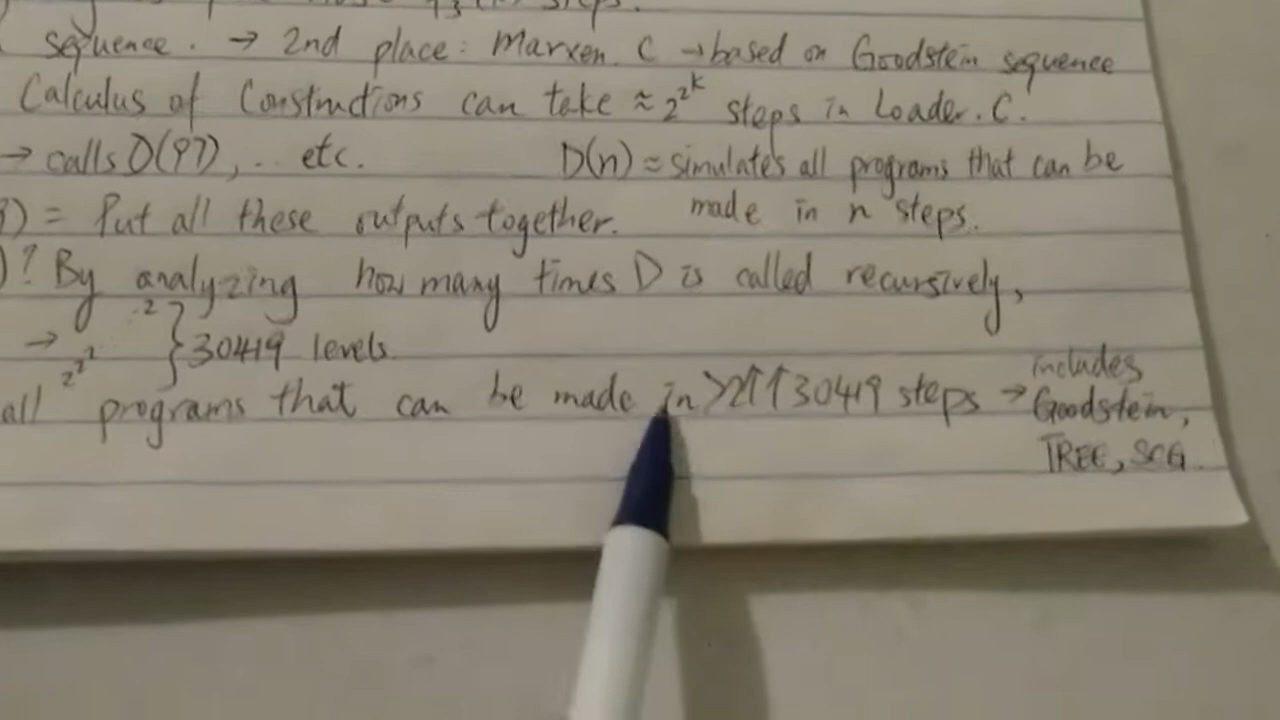 steps.
sequence. → 2nd place: Marxen.C → based on Goodstein sequence
Calculus of Constructions can take ≈ 2^2^k steps in Loader.C.
→ calls D(97), .. etc. D(n) = simulates all programs that can be
) = Put all these outputs together. made in n steps.
)? By analyzing how many times D is called recursively,
→ 2^2^2^.^2 } 30419 levels
all programs that can be made in >2↑↑30419 steps → includes
Goodstein,
TREE, SCG.